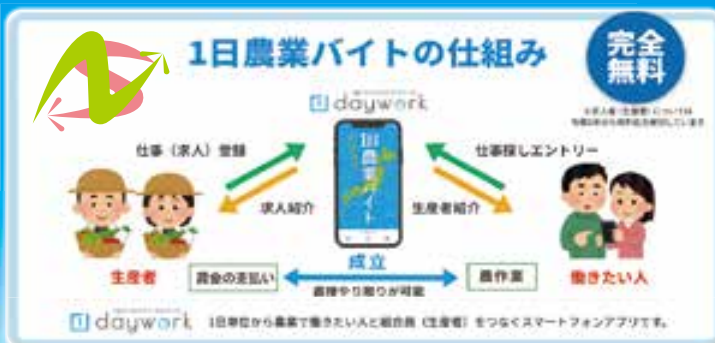 1日農業バイトの仕組み
完全
無料
daywork
仕事（求人）登録
仕事探しエントリー
1日
農業
バイト
求人紹介
生産者紹介
成立
生産者
賃金の支払い
農作業
働きたい人
直接やり取りが可能
daywork 1日単位から農業で働きたい人と組合員（生産者）をつなぐスマートフォンアプリです。